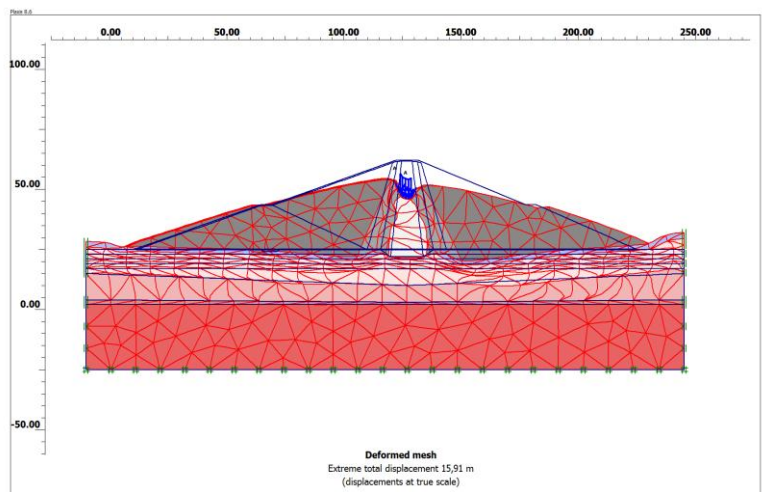 Plaxis 8.6
0.00 50.00 100.00 150.00 200.00 250.00
100.00
50.00
A A
0.00
-50.00
Deformed mesh
Extreme total displacement 15,91 m
(displacements at true scale)